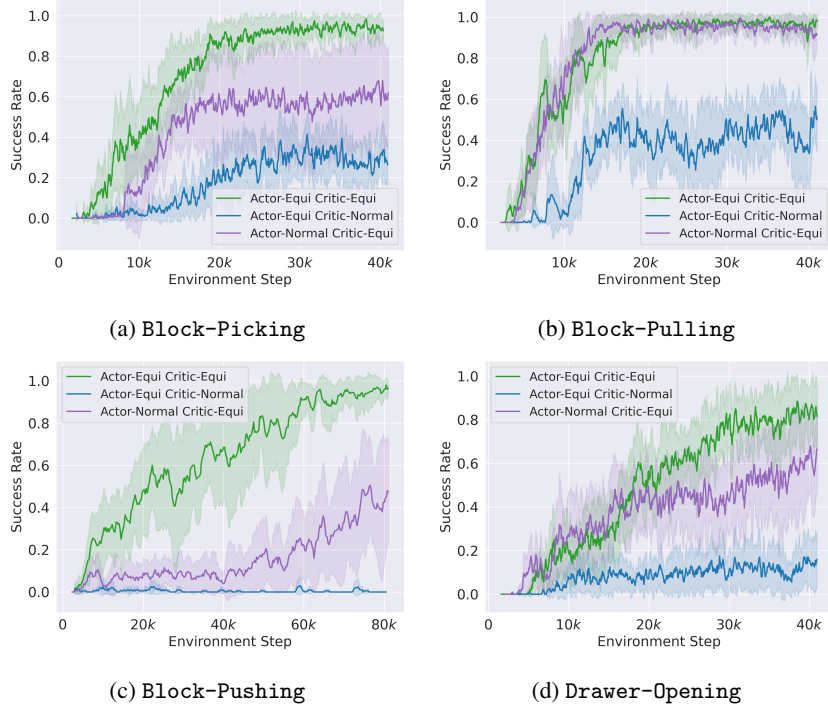 1.0
0.8
0.6
0.4
0.2
0.0
Success Rate
Actor-Equi Critic-Equi
Actor-Equi Critic-Normal
Actor-Normal Critic-Equi
0 10k 20k 30k 40k
Environment Step
(a) Block-Picking
1.0
0.8
0.6
0.4
0.2
0.0
Success Rate
Actor-Equi Critic-Equi
Actor-Equi Critic-Normal
Actor-Normal Critic-Equi
0 10k 20k 30k 40k
Environment Step
(b) Block-Pulling
Actor-Equi Critic-Equi
Actor-Equi Critic-Normal
Actor-Normal Critic-Equi
1.0
0.8
0.6
0.4
0.2
0.0
Success Rate
0 20k 40k 60k 80k
Environment Step
(c) Block-Pushing
Actor-Equi Critic-Equi
Actor-Equi Critic-Normal
Actor-Normal Critic-Equi
1.0
0.8
0.6
0.4
0.2
0.0
Success Rate
0 10k 20k 30k 40k
Environment Step
(d) Drawer-Opening